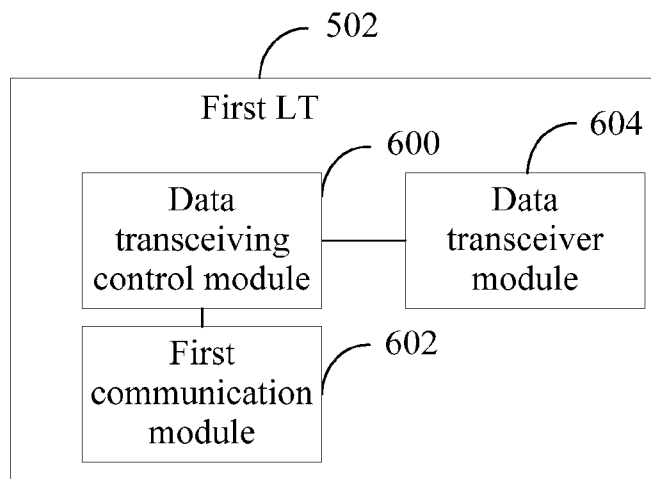 502
First LT
600
604
Data
transceiving
control module
Data
transceiver
module
First
communication
module
602